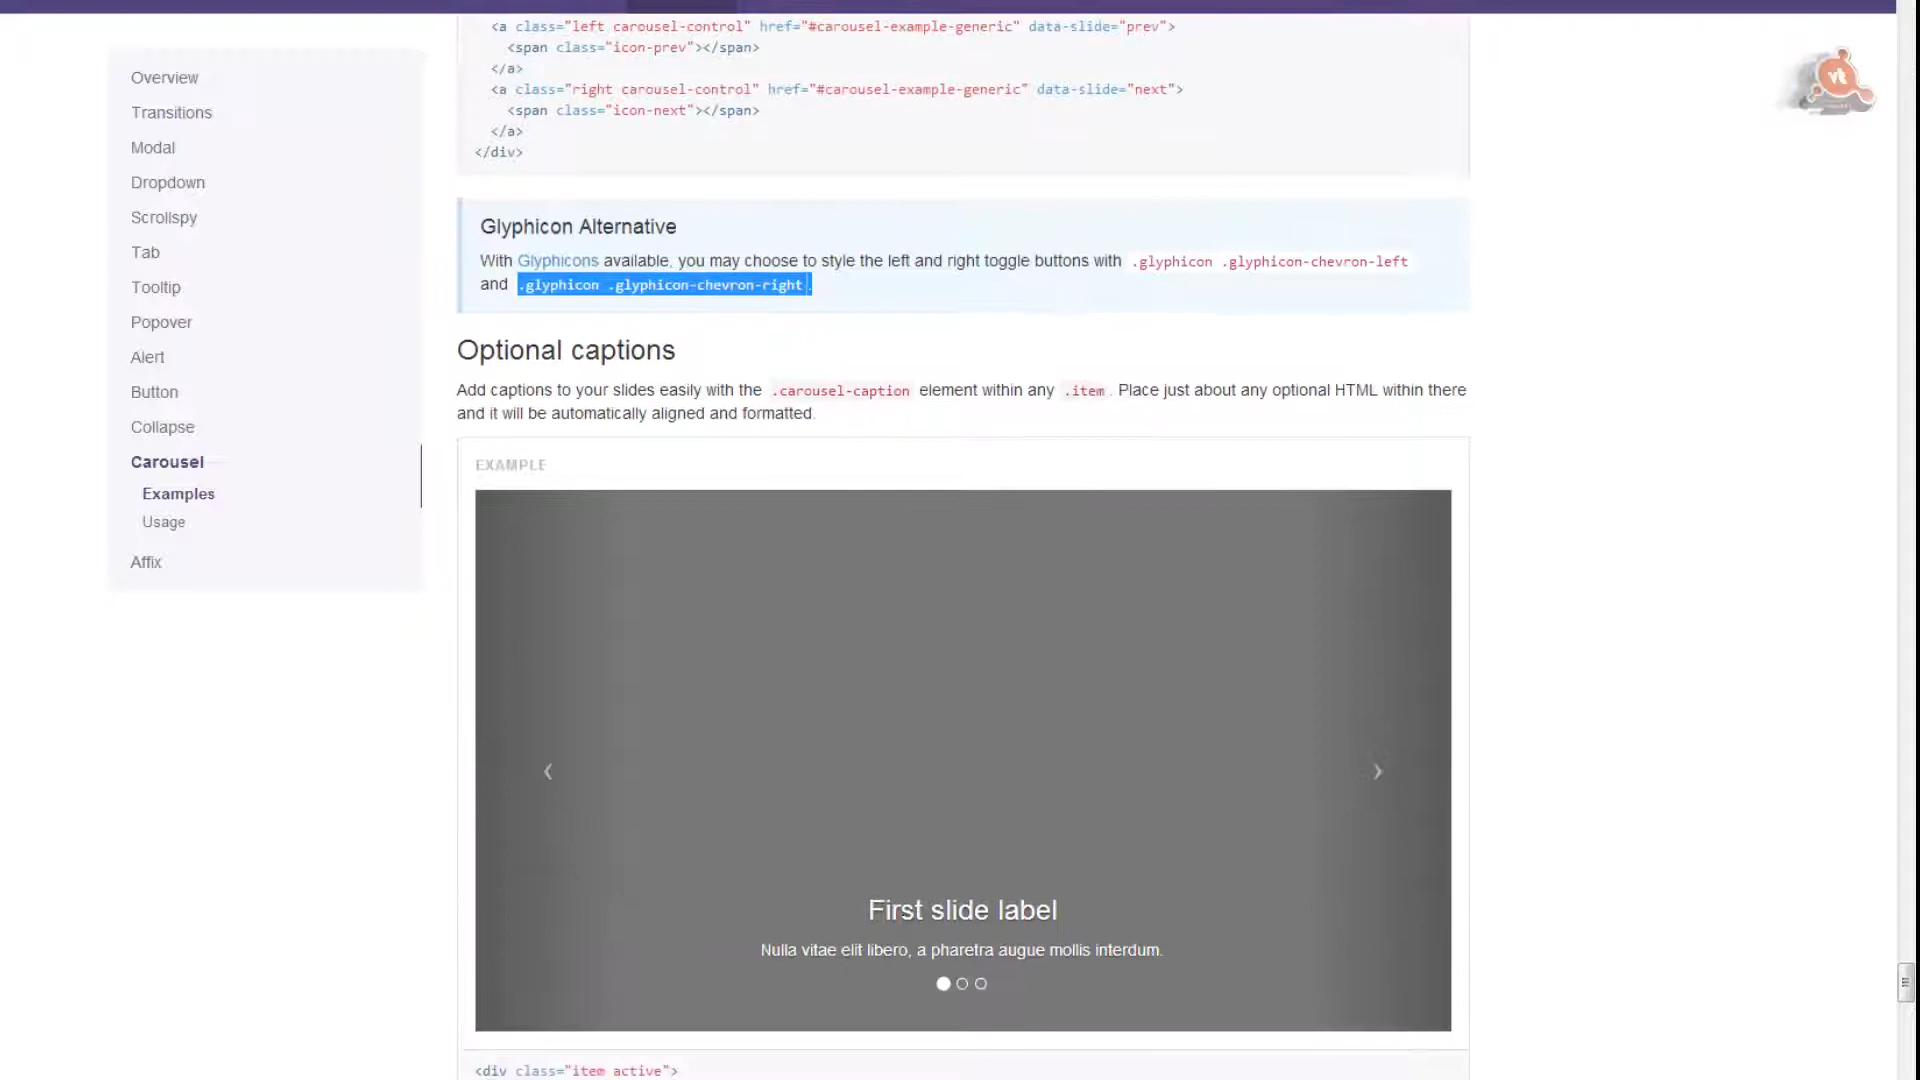 <a class="left carousel-control" href="#carousel-example-generic" data-slide="prev">
<span class="icon-prev"></span>
</a>
<a class="right carousel-control" href="#carousel-example-generic" data-slide="next">
<span class="icon-next"></span>
</a>
</div>
Overview
Transitions
Modal
Dropdown
Scrollspy
Tab
Tooltip
Popover
Alert
Button
Collapse
Carousel
Examples
Usage
Affix
vt
Glyphicon Alternative
With Glyphicons available, you may choose to style the left and right toggle buttons with .glyphicon .glyphicon-chevron-left
and .glyphicon .glyphicon-chevron-right.
Optional captions
Add captions to your slides easily with the .carousel-caption element within any .item. Place just about any optional HTML within there
and it will be automatically aligned and formatted.
EXAMPLE
‹ ›
First slide label
Nulla vitae elit libero, a pharetra augue mollis interdum.
<div class="item active">